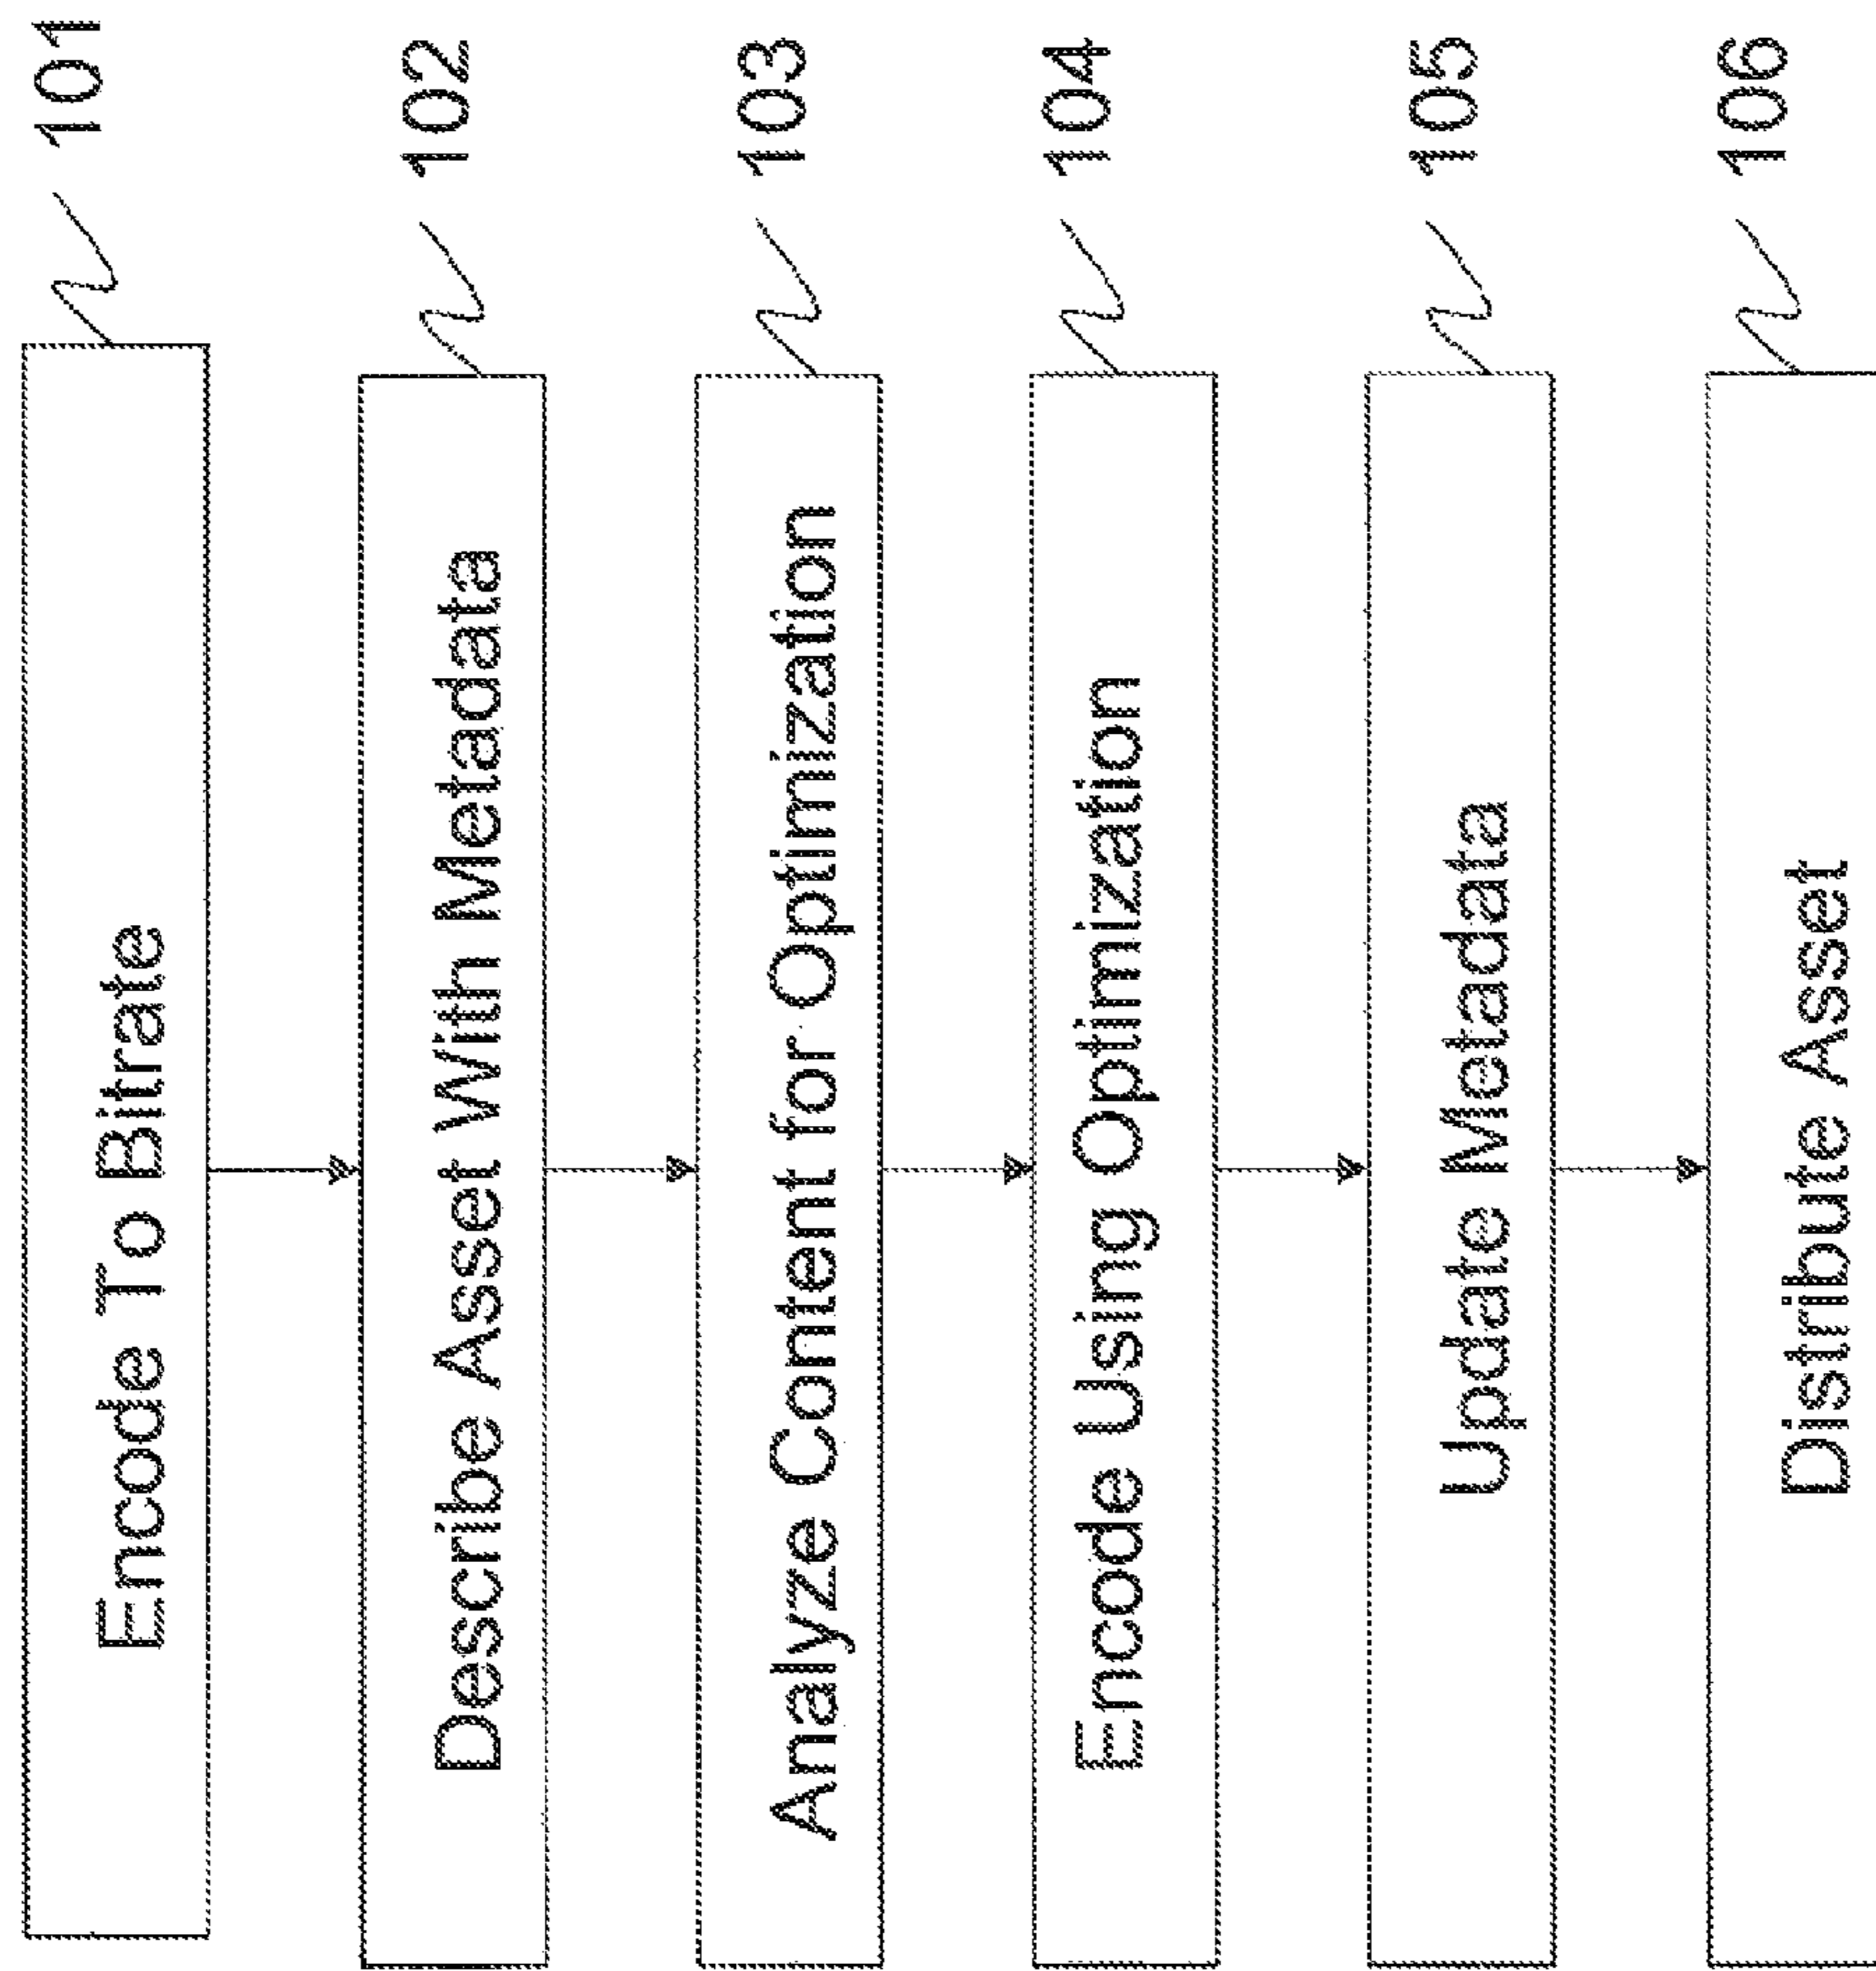 Encode To Bitrate
101
Describe Asset With Metadata
102
Analyze Content for Optimization
103
Encode Using Optimization
104
Update Metadata
105
Distribute Asset
106